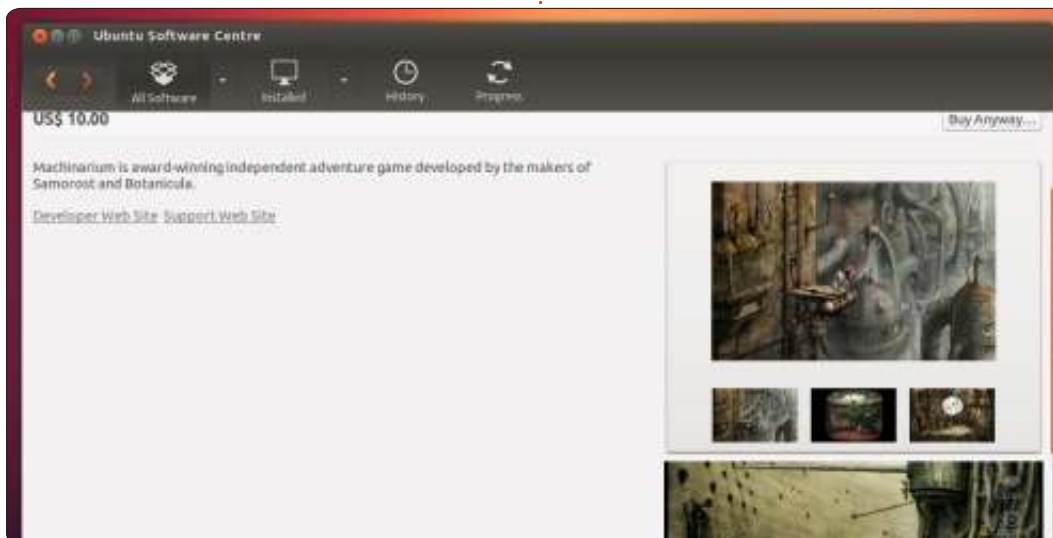 Ubuntu Software Centre
All Software
Installed
History
Progress
US$ 10.00
Buy Anyway...
Machinarium is award-winning independent adventure game developed by the makers of
Samorost and Botanicula.
Developer Web Site Support Web Site